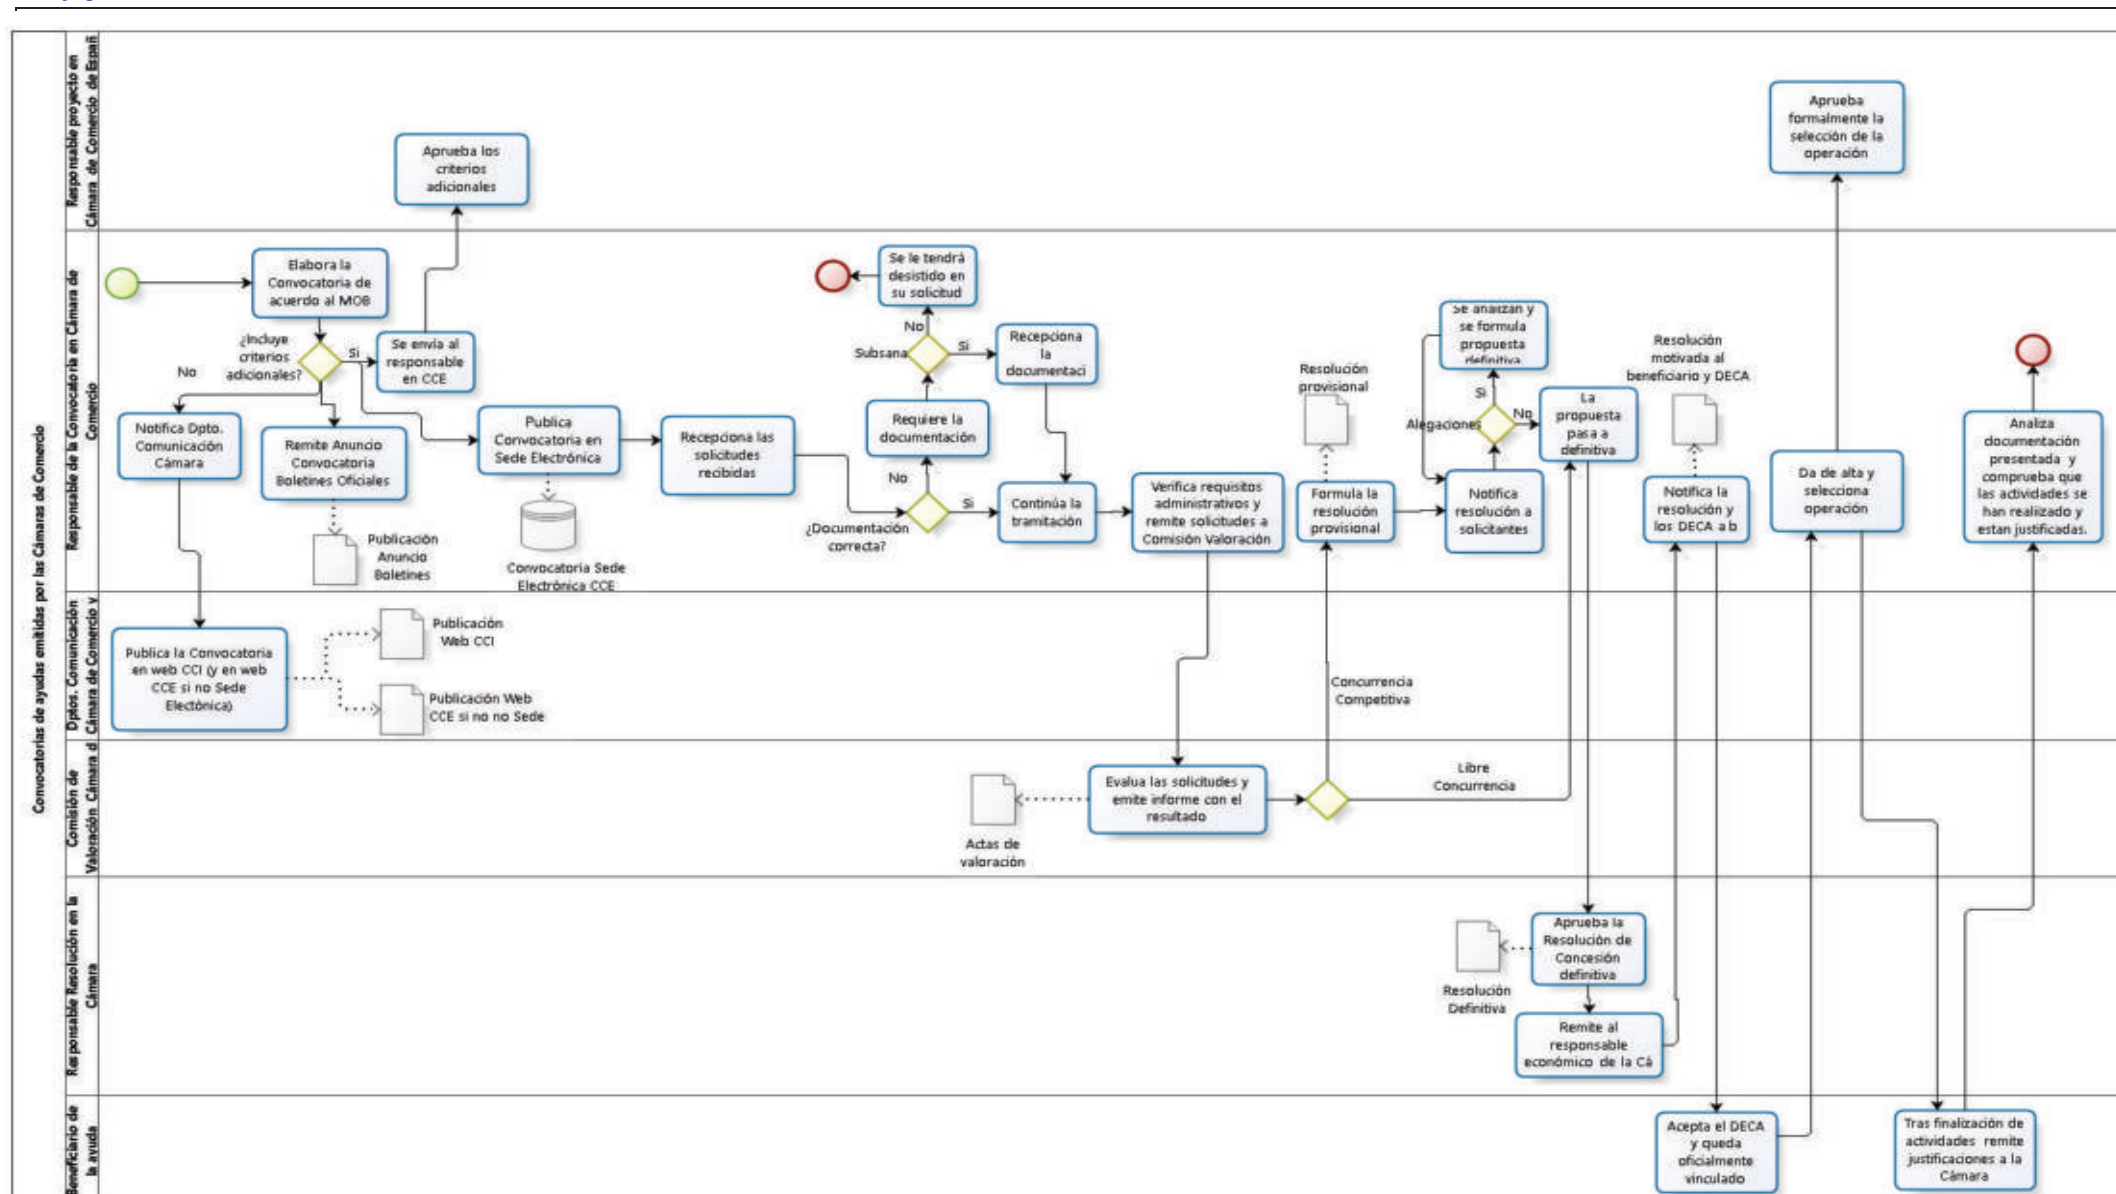 Convocatorias de ayudas emitidas por las Cámaras de Comercio
Responsable proyecto en
Cámara de Comercio de Españ
Aprueba los
criterios
adicionales
Aprueba
formalmente la
selección de la
operación
Responsable de la Convocatoria en Cámara de
Comercio
Elabora la
Convocatoria de
acuerdo al MOB
¿Incluye
criterios
adicionales?
No
Si
Se envía al
responsable
en CCE
Notifica Dpto.
Comunicación
Cámara
Remite Anuncio
Convocatoria
Boletines Oficiales
Publicación
Anuncio
Boletines
Publica
Convocatoria en
Sede Electrónica
Convocatoria Sede
Electrónica CCE
Recepciona las
solicitudes
recibidas
¿Documentación
correcta?
No
Si
Requiere la
documentación
Subsana
No
Si
Se le tendrá
desistido en
su solicitud
Recepciona
la
documentaci
Continúa la
tramitación
Verifica requisitos
administrativos y
remite solicitudes a
Comisión Valoración
Resolución
provisional
Formula la
resolución
provisional
Notifica
resolución a
solicitantes
Alegaciones
Si
No
Se analizan y
se formula
propuesta
definitiva
La
propuesta
pasa a
definitiva
Resolución
motivada al
beneficiario y DECA
Notifica la
resolución y
los DECA a b
Da de alta y
selecciona
operación
Analiza
documentación
presentada y
comprueba que
las actividades se
han realizado y
estan justificadas.
Dptos. Comunicación
Cámara de Comercio y
Publica la Convocatoria
en web CCI (y en web
CCE si no Sede
Electónica)
Publicación
Web CCI
Publicación Web
CCE si no no Sede
Concurrencia
Competitiva
Comisión de
Valoración Cámara d
Actas de
valoración
Evalua las solicitudes y
emite informe con el
resultado
Libre
Concurrencia
Responsable Resolución en la
Cámara
Aprueba la
Resolución de
Concesión
definitiva
Resolución
Definitiva
Remite al
responsable
económico de la Cá
Beneficiario de
la ayuda
Acepta el DECA
y queda
oficialmente
vinculado
Tras finalización de
actividades remite
justificaciones a la
Cámara